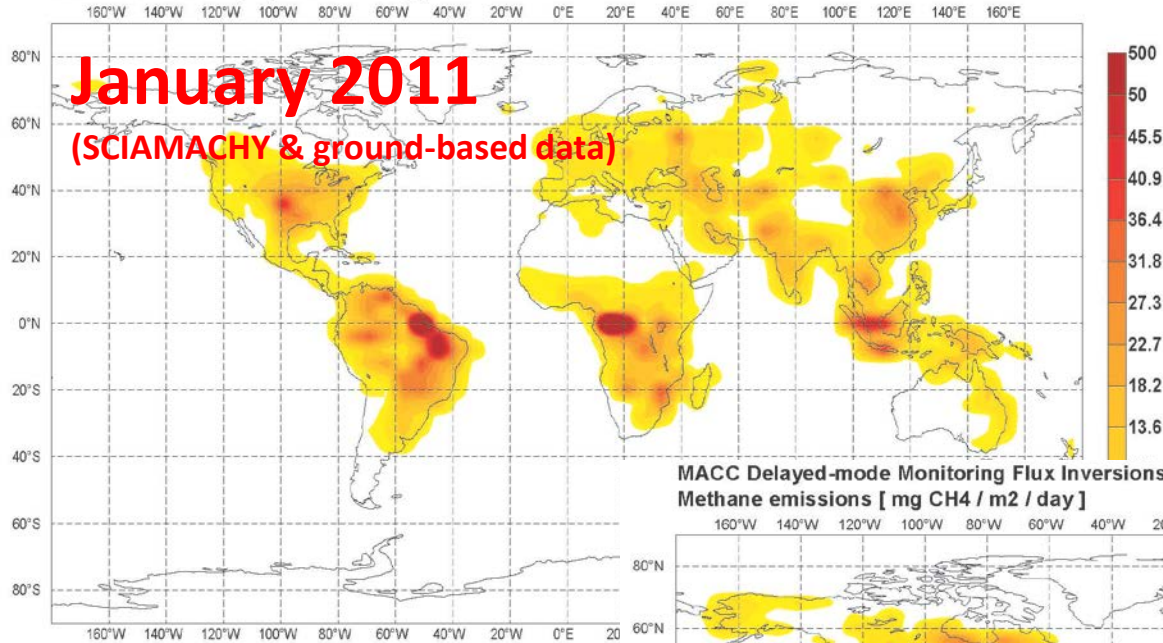 160°W 140°W 120°W 100°W 80°W 60°W 40°W 20°W 0°E 20°E 40°E 60°E 80°E 100°E 120°E 140°E 160°E
80°N
January 2011
(SCIAMACHY & ground-based data)
60°N
40°N
20°N
0°N
20°S
40°S
60°S
80°S
500
50
45.5
40.9
36.4
31.8
27.3
22.7
18.2
13.6
MACC Delayed-mode Monitoring Flux Inversions
Methane emissions [ mg CH4 / m2 / day ]
160°W 140°W 120°W 100°W 80°W 60°W 40°W
80°N
60°N
160°W 140°W 120°W 100°W 80°W 60°W 40°W 20°W 0°E